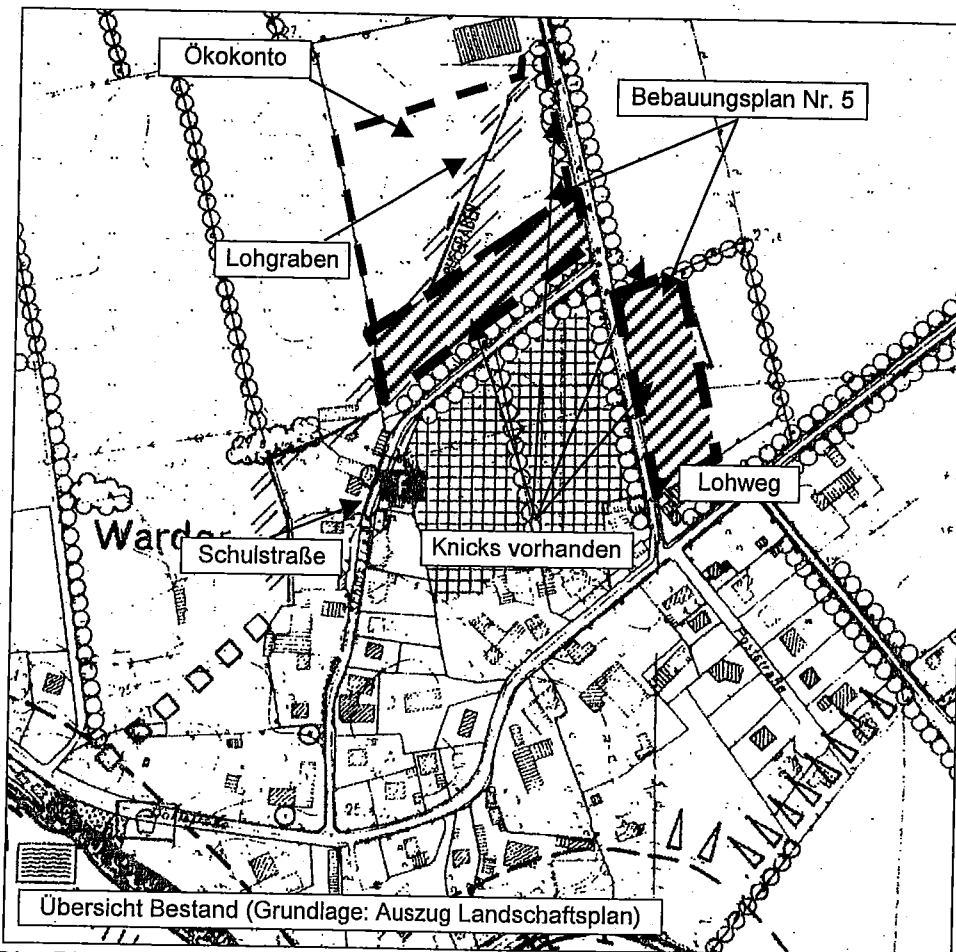 Ökokonto
Bebauungsplan Nr. 5
Lohgraben
Lohweg
Warder
Schulstraße
Knicks vorhanden
Übersicht Bestand (Grundlage: Auszug Landschaftsplan)